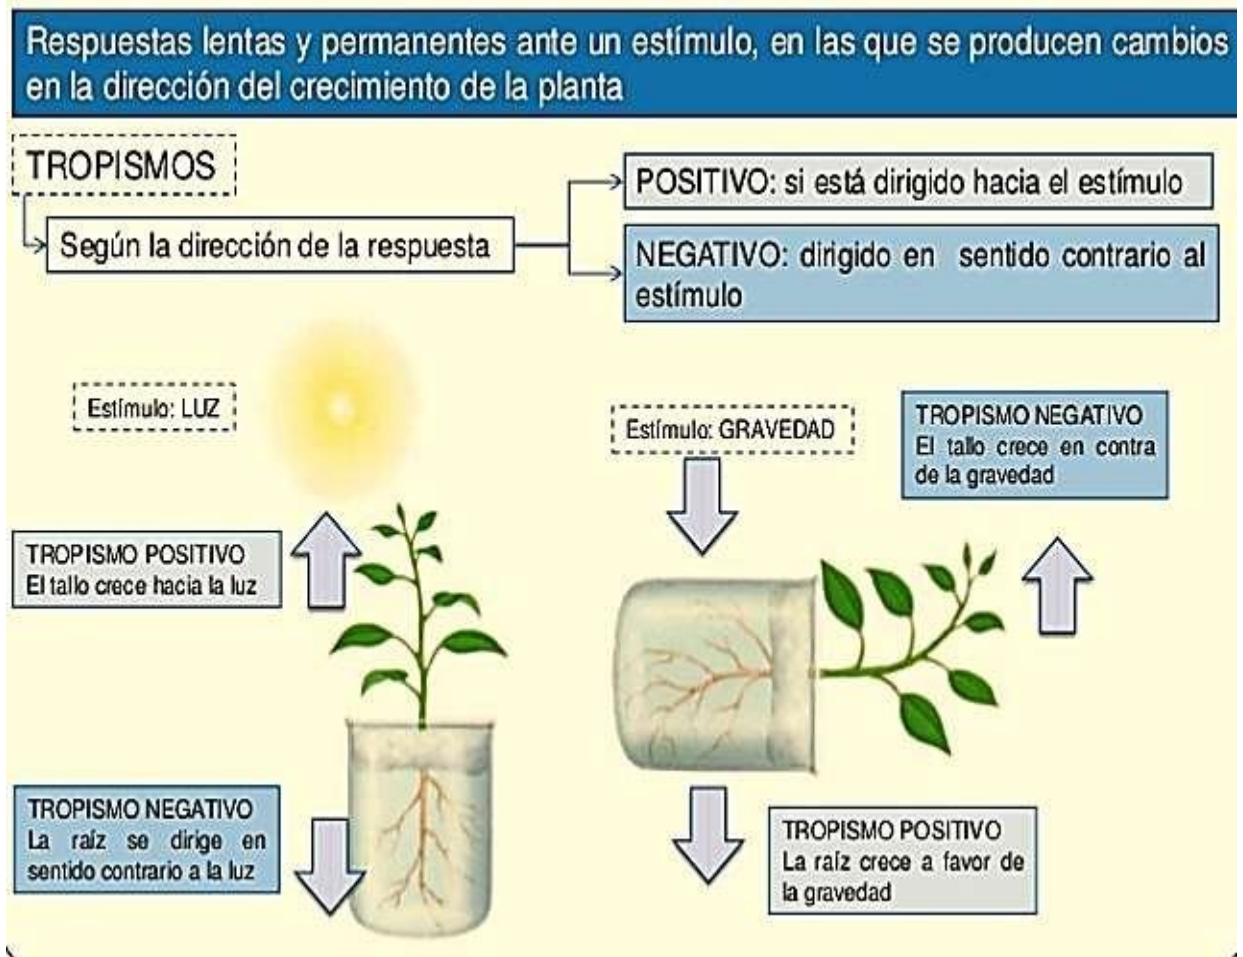 Respuestas lentas y permanentes ante un estímulo, en las que se producen cambios
en la dirección del crecimiento de la planta
TROPISMOS
Según la dirección de la respuesta
POSITIVO: si está dirigido hacia el estímulo
NEGATIVO: dirigido en sentido contrario al
estímulo
Estímulo: LUZ
TROPISMO POSITIVO
El tallo crece hacia la luz
TROPISMO NEGATIVO
La raíz se dirige en
sentido contrario a la luz
Estímulo: GRAVEDAD
TROPISMO NEGATIVO
El tallo crece en contra
de la gravedad
TROPISMO POSITIVO
La raíz crece a favor de
la gravedad